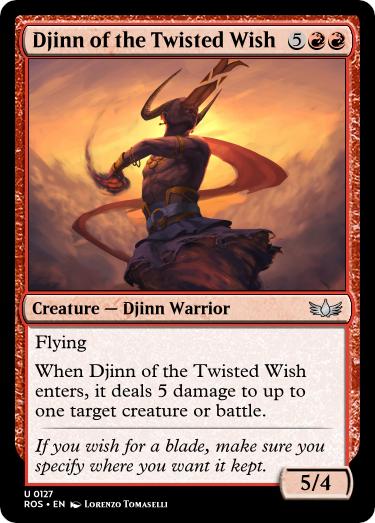 Djinn of the Twisted Wish 5
Creature — Djinn Warrior
Flying
When Djinn of the Twisted Wish
enters, it deals 5 damage to up to
one target creature or battle.
If you wish for a blade, make sure you
specify where you want it kept.
5/4
U 0127
ROS • EN Lorenzo Tomaselli